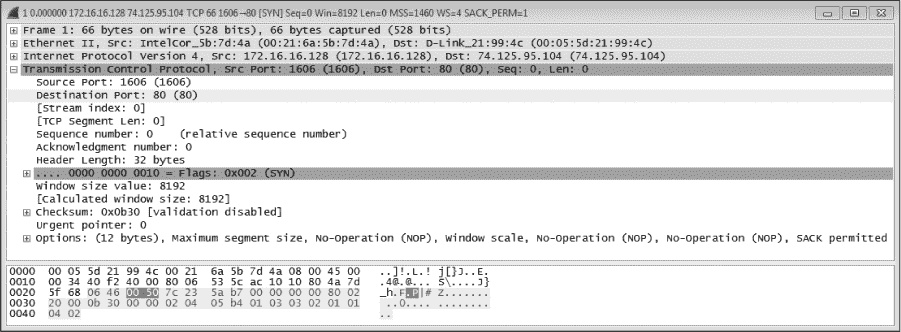 1 0.000000 172.16.16.128 74.125.95.104 TCP 66 1606→80 [SYN] Seq=0 Win=8192 Len=0 MSS=1460 WS=4 SACK_PERM=1
Frame 1: 66 bytes on wire (528 bits), 66 bytes captured (528 bits)
Ethernet II, Src: IntelCor_5b:7d:4a (00:21:6a:5b:7d:4a), Dst: D-Link_21:99:4c (00:05:5d:21:99:4c)
Internet Protocol Version 4, Src: 172.16.16.128 (172.16.16.128), Dst: 74.125.95.104 (74.125.95.104)
Transmission Control Protocol, Src Port: 1606 (1606), Dst Port: 80 (80), Seq: 0, Len: 0
Source Port: 1606 (1606)
Destination Port: 80 (80)
[Stream index: 0]
[TCP Segment Len: 0]
Sequence number: 0 (relative sequence number)
Acknowledgment number: 0
Header Length: 32 bytes
.... 0000 0000 0010 = Flags: 0x002 (SYN)
Window size value: 8192
[Calculated window size: 8192]
Checksum: 0x0b30 [validation disabled]
Urgent pointer: 0
Options: (12 bytes), Maximum segment size, No-Operation (NOP), Window scale, No-Operation (NOP), No-Operation (NOP), SACK permitted
0000 00 05 5d 21 99 4c 00 21 6a 5b 7d 4a 08 00 45 00 ..]!.L.! j[}J..E.
0010 00 34 40 f2 40 00 80 06 53 5c ac 10 10 80 4a 7d .4@.@... S\....J}
0020 5f 68 06 46 00 50 7c 23 5a b7 00 00 00 00 80 02 _h.F.P|# Z.......
0030 20 00 0b 30 00 00 02 04 05 b4 01 03 03 02 01 01 ..0.... ........
0040 04 02 ..